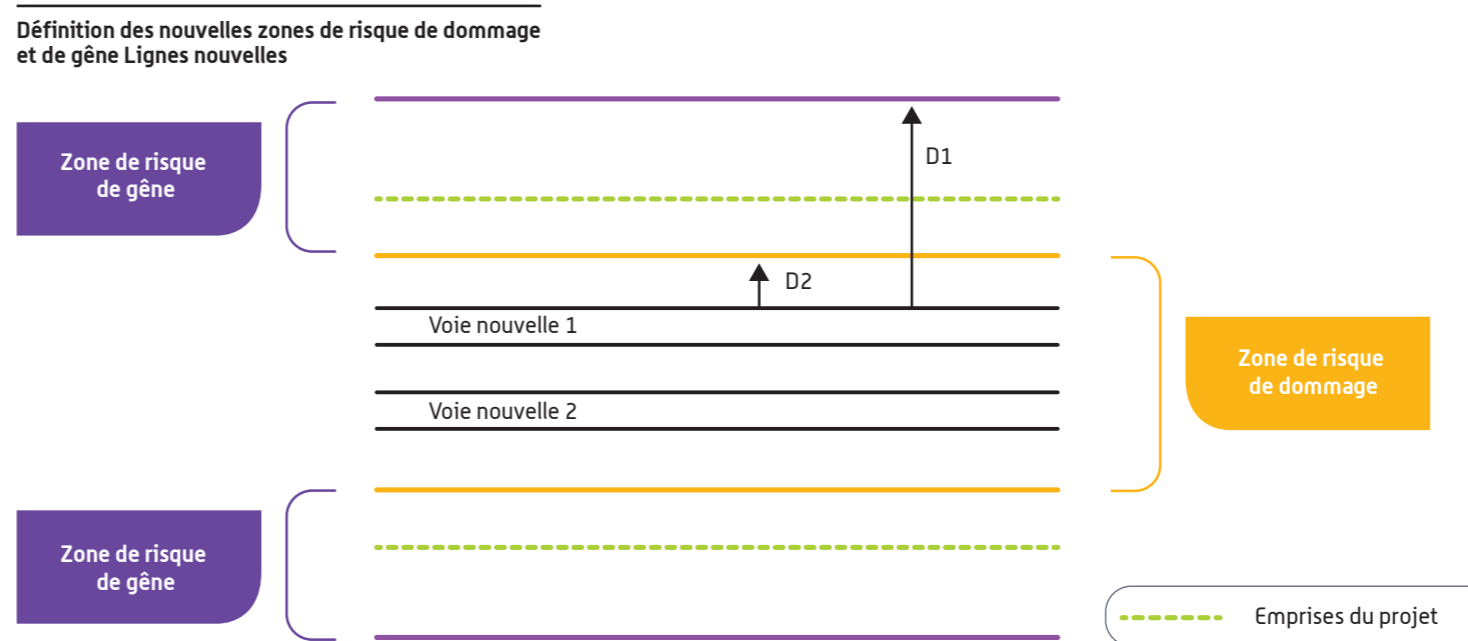 Définition des nouvelles zones de risque de dommage
et de gêne Lignes nouvelles
Zone de risque
de gêne
D1
D2
Voie nouvelle 1
Zone de risque
de dommage
Voie nouvelle 2
Zone de risque
de gêne
Emprises du projet